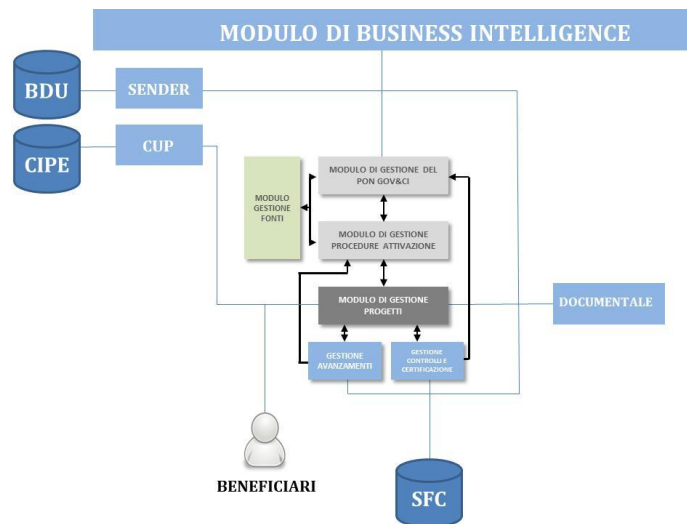 MODULO DI BUSINESS INTELLIGENCE
BDU
SENDER
CIPE
CUP
MODULO
GESTIONE
FONTI
MODULO DI GESTIONE DEL
PON GOV&CI
MODULO DI GESTIONE
PROCEDURE ATTIVAZIONE
MODULO DI GESTIONE
PROGETTI
DOCUMENTALE
GESTIONE
AVANZAMENTI
GESTIONE
CONTROLLI E
CERTIFICAZIONE
BENEFICIARI
SFC